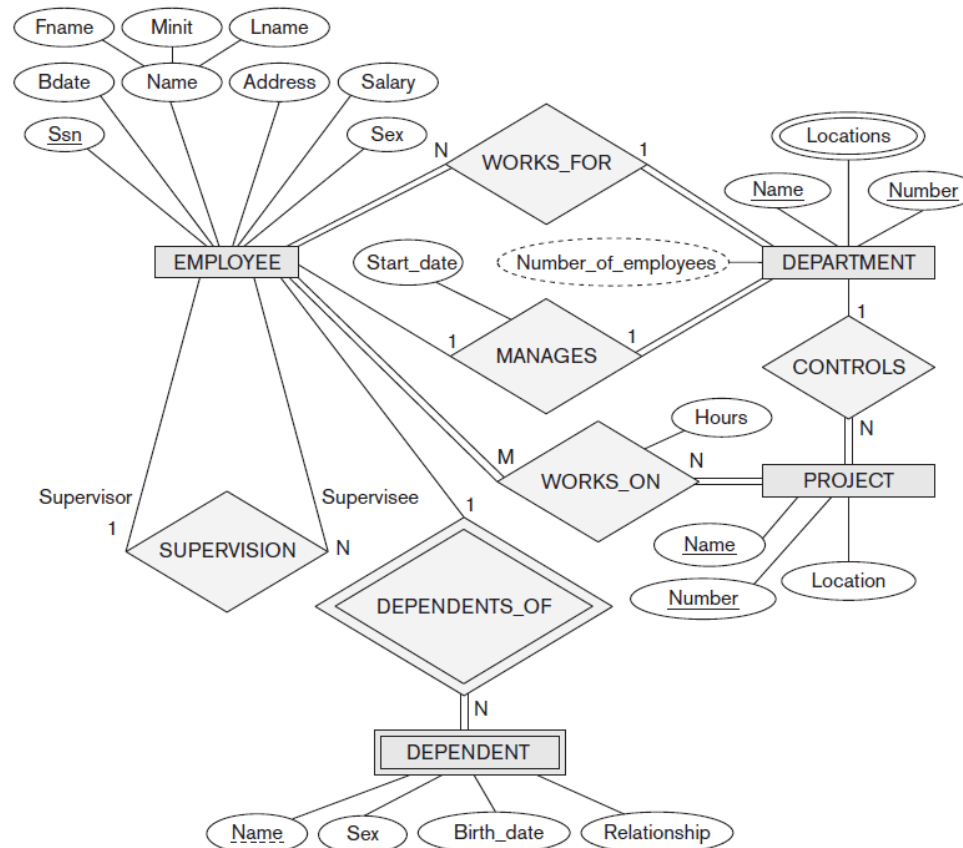 Fname
Minit
Lname
Bdate
Name
Address
Salary
Ssn
Sex
N
WORKS_FOR
1
Locations
Name
Number
EMPLOYEE
Start_date
Number_of_employees
DEPARTMENT
1
MANAGES
1
1
CONTROLS
N
Hours
M
WORKS_ON
N
PROJECT
Supervisor
1
Supervisee
N
SUPERVISION
1
Name
Number
Location
DEPENDENTS_OF
N
DEPENDENT
Name
Sex
Birth_date
Relationship